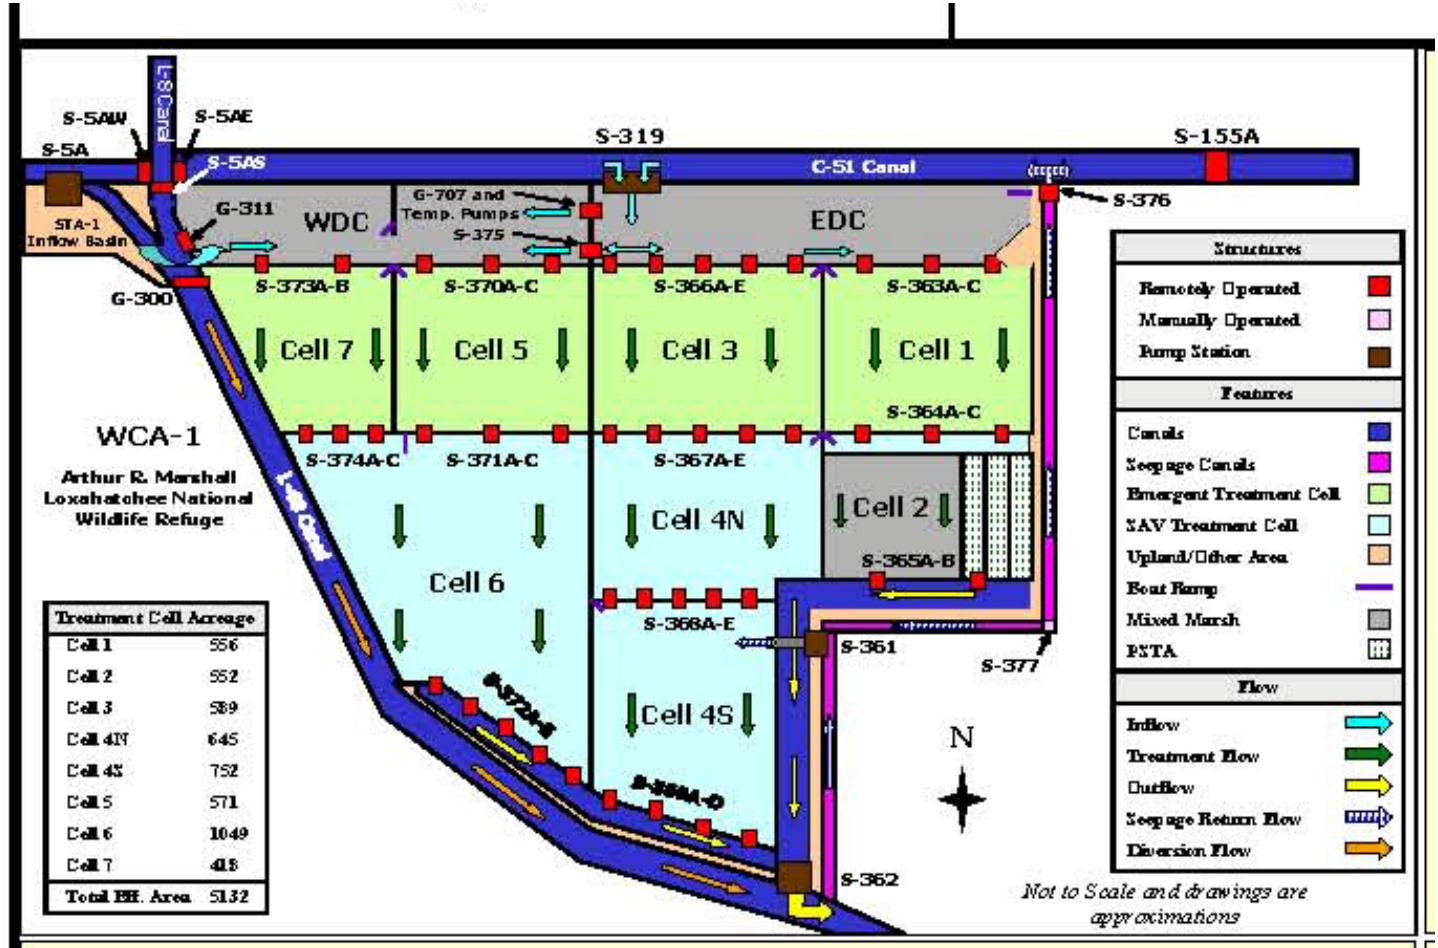 L-8 Canal
S-5AW
S-5AE
S-5A
S-5AS
S-319
S-155A
C-51 Canal
G-311
WDC
G-707 and
Temp. Pumps
S-375
EDC
S-376
STA-1
Inflow Basin
G-300
S-373A-B
S-370A-C
S-366A-E
S-363A-C
Cell 7
Cell 5
Cell 3
Cell 1
S-364A-C
S-374A-C
S-371A-C
S-367A-E
WCA-1
Arthur R. Marshall
Loxahatchee National
Wildlife Refuge
Cell 4N
Cell 2
S-365A-B
Cell 6
S-368A-E
S-361
S-377
Cell 4S
S-372A-E
S-362
N
Treatment Cell Acreage
Cell 1 556
Cell 2 552
Cell 3 589
Cell 4N 645
Cell 4S 752
Cell 5 571
Cell 6 1049
Cell 7 418
Total Eff. Area 5132
Structures
Remotely Operated
Manually Operated
Pump Station
Features
Canals
Seepage Canals
Emergent Treatment Cell
SAV Treatment Cell
Upland/Other Area
Boat Ramp
Mixed Marsh
PSTA
Flow
Inflow
Treatment Flow
Outflow
Seepage Return Flow
Diversion Flow
Not to Scale and drawings are
approximations